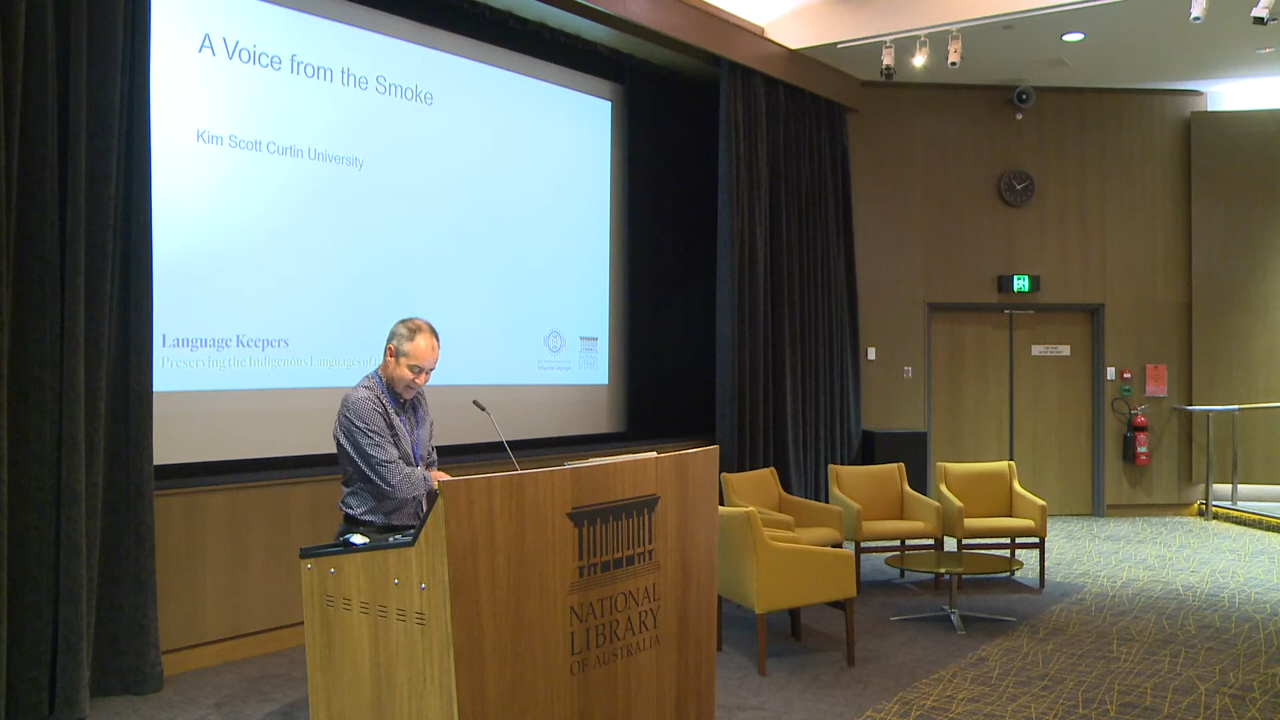 A Voice from the Smoke
Kim Scott Curtin University
Language Keepers
Preserving the Indigenous Languages of
NATIONAL
LIBRARY
OF AUSTRALIA